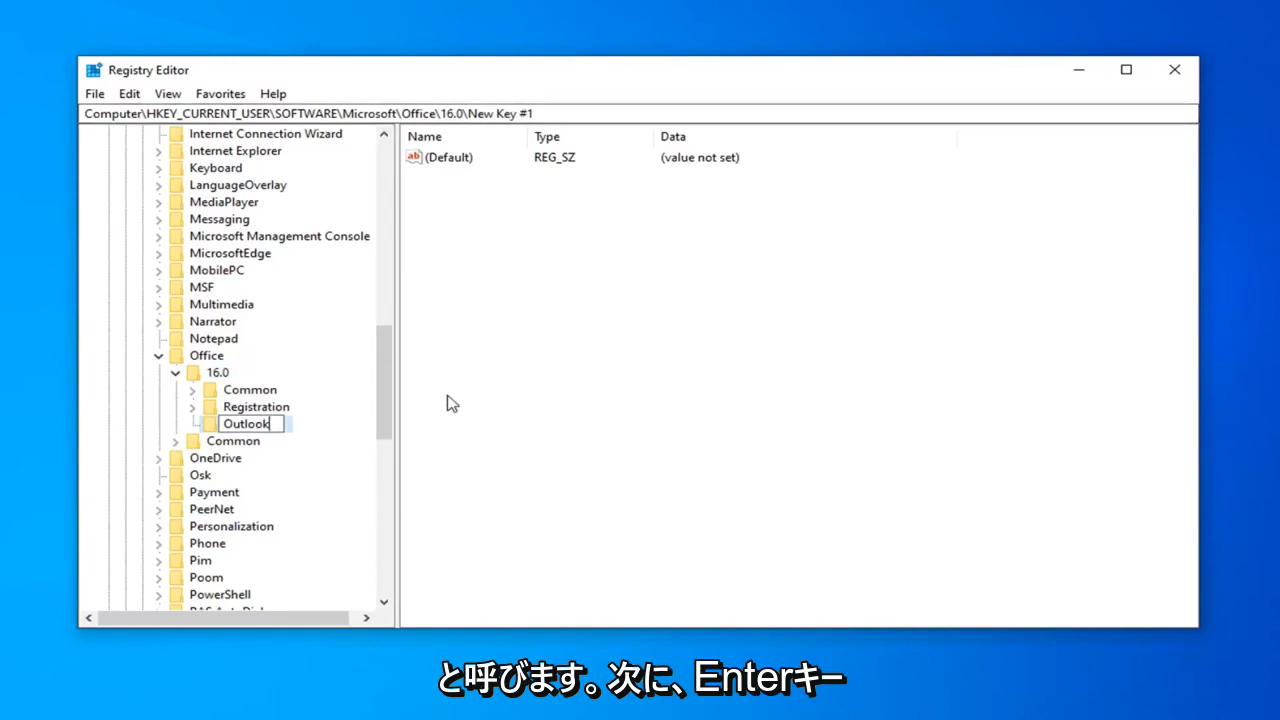 Registry Editor
File Edit View Favorites Help
Computer\HKEY_CURRENT_USER\SOFTWARE\Microsoft\Office\16.0\New Key #1
Name Type Data
(Default) REG_SZ (value not set)
Internet Connection Wizard
Internet Explorer
Keyboard
LanguageOverlay
MediaPlayer
Messaging
Microsoft Management Console
MicrosoftEdge
MobilePC
MSF
Multimedia
Narrator
Notepad
Office
16.0
Common
Registration
Outlook
Common
OneDrive
Osk
Payment
PeerNet
Personalization
Phone
Pim
Poom
PowerShell
と呼びます。次に、Enterキー